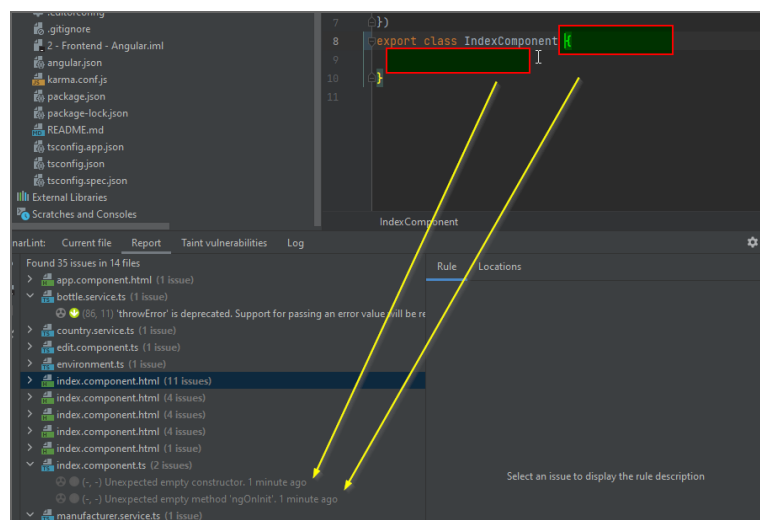 .editorconfig
.gitignore
2 - Frontend - Angular.iml
angular.json
karma.conf.js
package.json
package-lock.json
README.md
tsconfig.app.json
tsconfig.json
tsconfig.spec.json
External Libraries
Scratches and Consoles
7 })
8 export class IndexComponent {
9
10 }
11
IndexComponent
narLint: Current file Report Taint vulnerabilities Log
Found 35 issues in 14 files
app.component.html (1 issue)
bottle.service.ts (1 issue)
(86, 11) 'throwError' is deprecated. Support for passing an error value will be re
country.service.ts (1 issue)
edit.component.ts (1 issue)
environment.ts (1 issue)
index.component.html (11 issues)
index.component.html (4 issues)
index.component.html (4 issues)
index.component.html (4 issues)
index.component.html (1 issue)
index.component.ts (2 issues)
(-, -) Unexpected empty constructor. 1 minute ago
(-, -) Unexpected empty method 'ngOnInit'. 1 minute ago
manufacturer.service.ts (1 issue)
Rule Locations
Select an issue to display the rule description